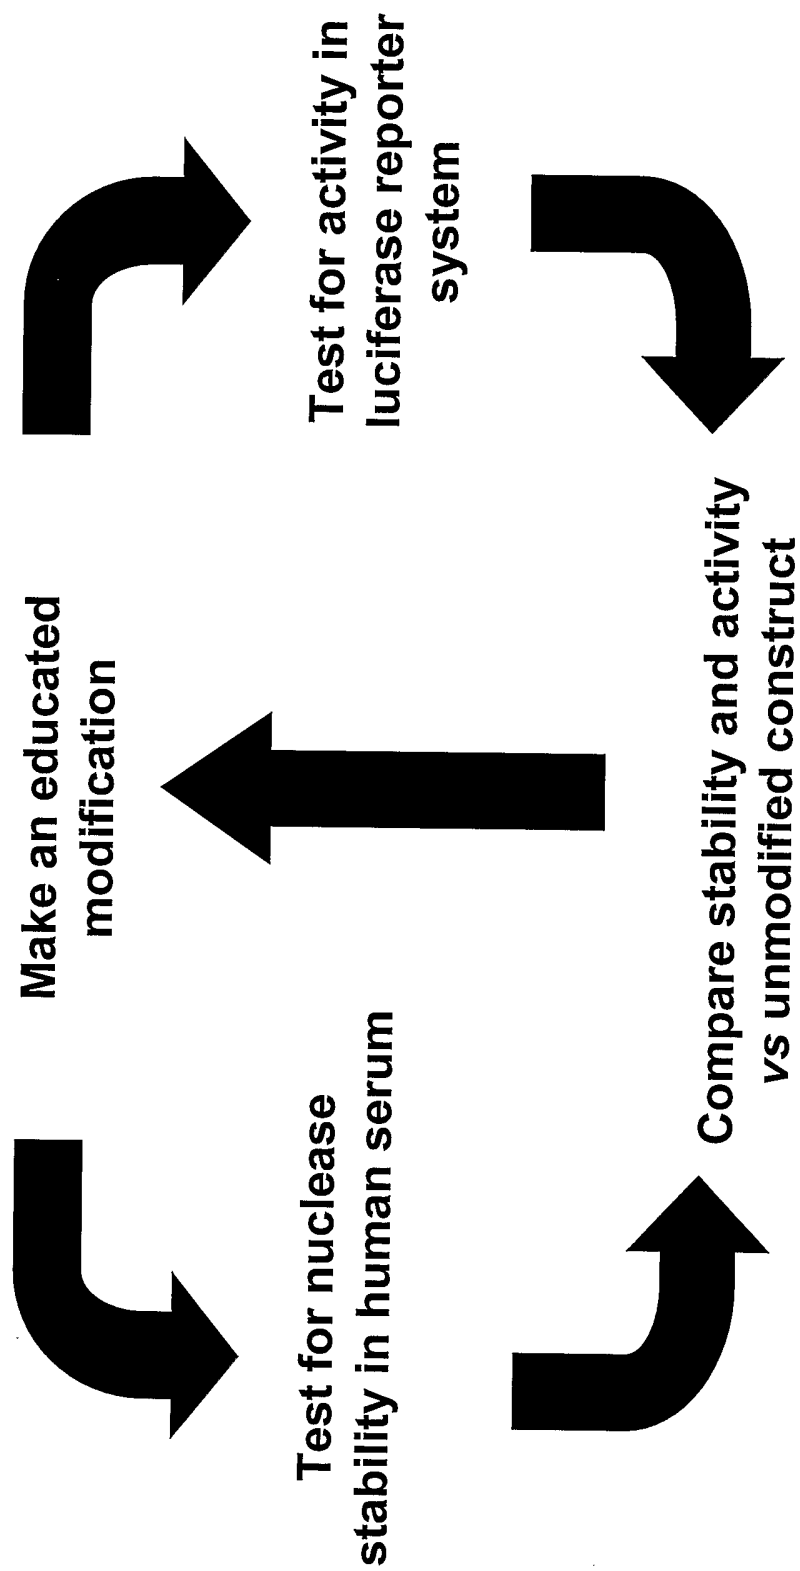 Make an educated
modification
Test for nuclease
stability in human serum
Test for activity in
luciferase reporter
system
Compare stability and activity
vs unmodified construct